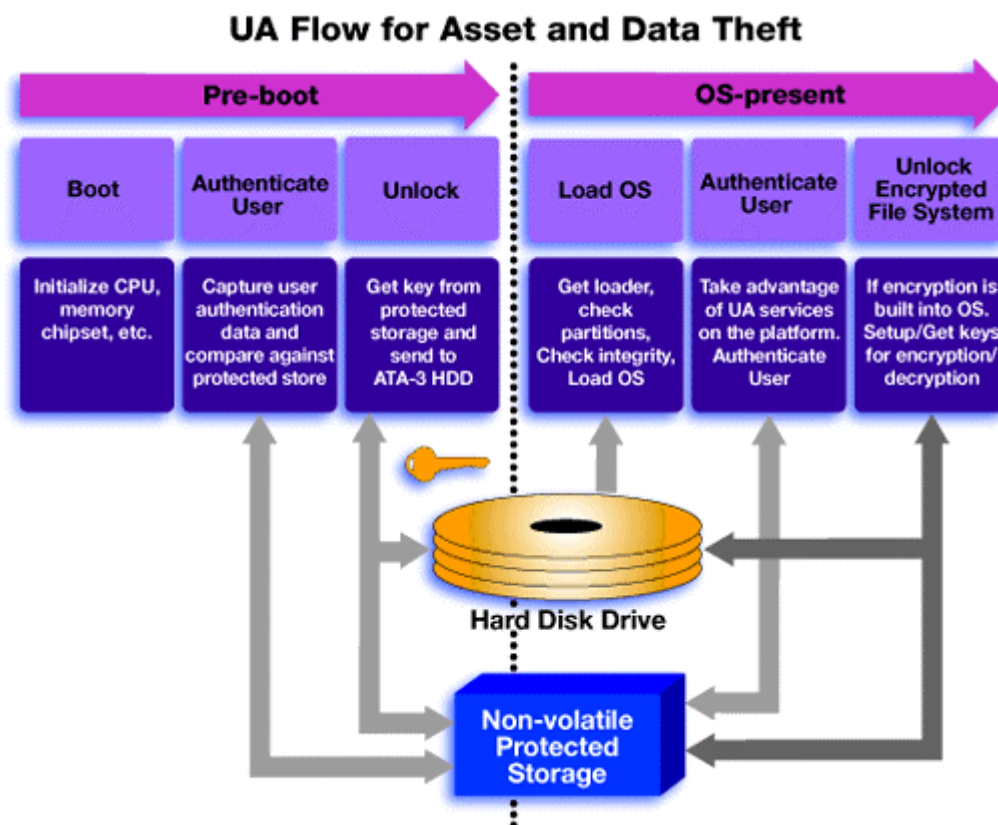 UA Flow for Asset and Data Theft
Pre-boot
OS-present
Boot
Authenticate
User
Unlock
Load OS
Authenticate
User
Unlock
Encrypted
File System
Initialize CPU,
memory
chipset, etc.
Capture user
authentication
data and
compare against
protected store
Get key from
protected
storage and
send to
ATA-3 HDD
Get loader,
check
partitions,
Check integrity,
Load OS
Take advantage
of UA services
on the platform.
Authenticate
User
If encryption is
built into OS.
Setup/Get keys
for encryption/
decryption
Hard Disk Drive
Non-volatile
Protected
Storage